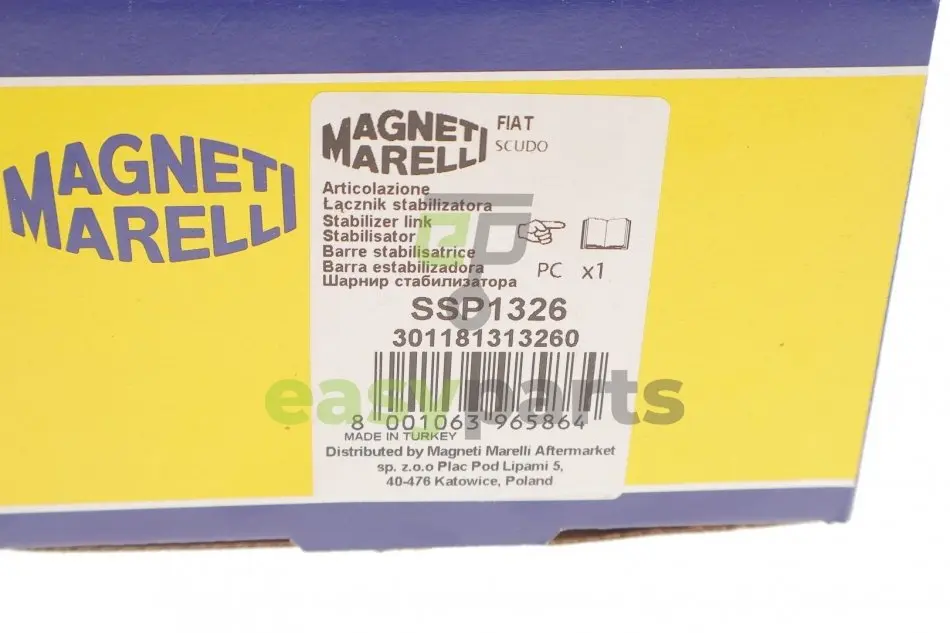 MAGNETI
MARELLI
MAGNETI
MARELLI
FIAT
SCUDO
Articolazione
Łącznik stabilizatora
Stabilizer link
Stabilisator
Barre stabilisatrice
Barra estabilizadora
Шарнир стабилизатора
PC x1
SSP1326
301181313260
easyparts
8 001063 965864
MADE IN TURKEY
Distributed by Magneti Marelli Aftermarket
sp. z.o.o Plac Pod Lipami 5,
40-476 Katowice, Poland